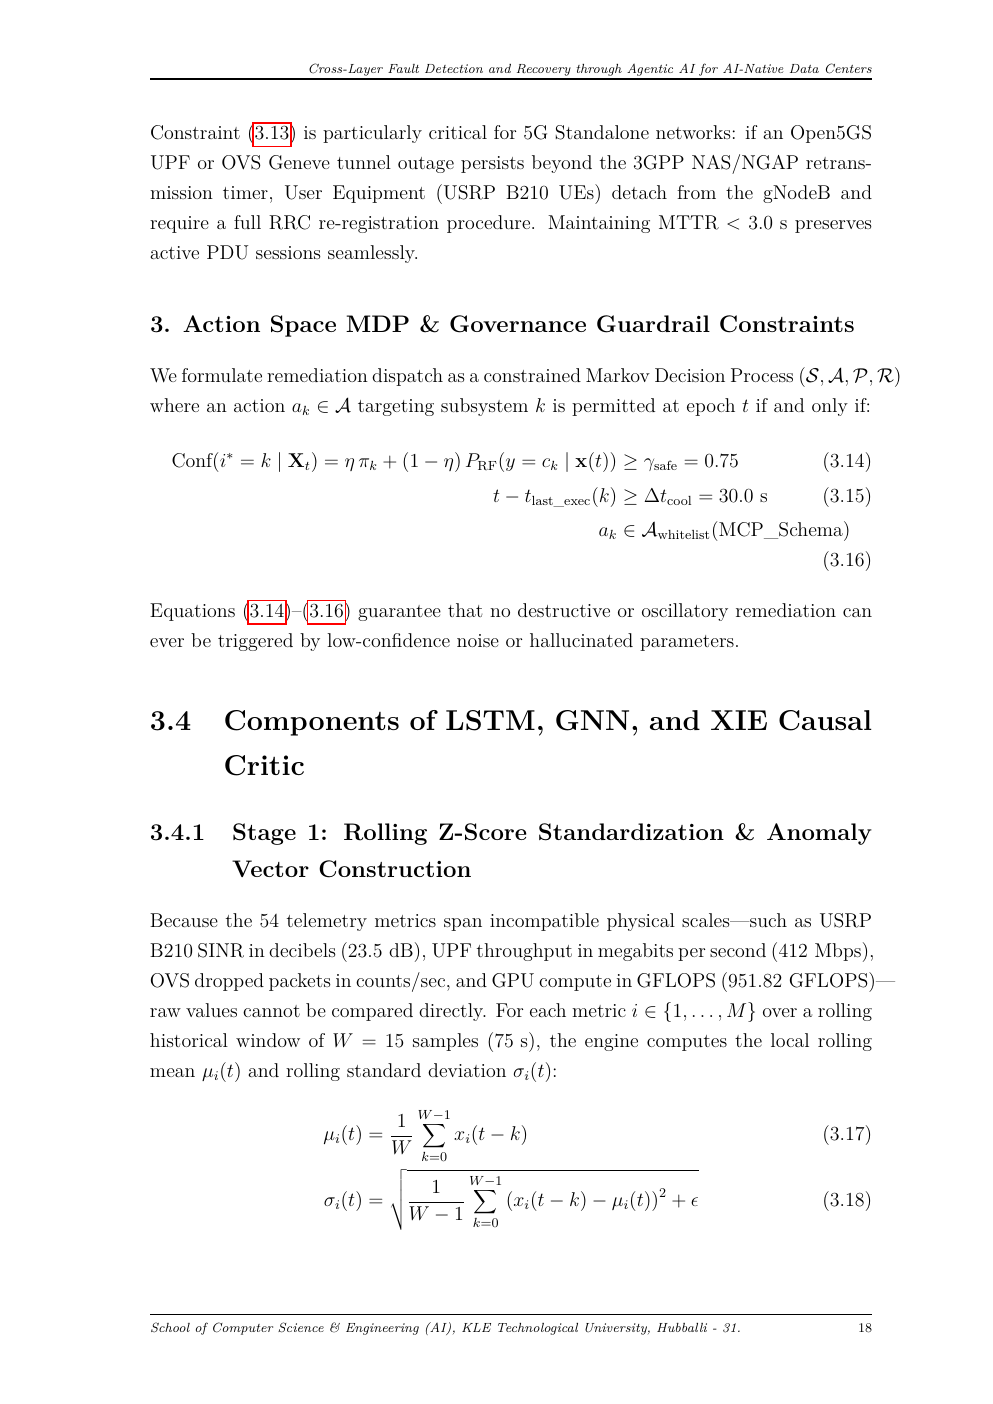 Cross-Layer Fault Detection and Recovery through Agentic AI for AI-Native Data Centers
Constraint (3.13) is particularly critical for 5G Standalone networks: if an Open5GS
UPF or OVS Geneve tunnel outage persists beyond the 3GPP NAS/NGAP retrans-
mission timer, User Equipment (USRP B210 UEs) detach from the gNodeB and
require a full RRC re-registration procedure. Maintaining MTTR < 3.0 s preserves
active PDU sessions seamlessly.
3. Action Space MDP & Governance Guardrail Constraints
We formulate remediation dispatch as a constrained Markov Decision Process (𝒮, 𝒜, 𝒫, ℛ)
where an action aₖ ∈ 𝒜 targeting subsystem k is permitted at epoch t if and only if:
Conf(i* = k | 𝐗ₜ) = η πₖ + (1 − η) P_RF(y = cₖ | 𝐱(t)) ≥ γ_safe = 0.75 (3.14)
t − t_last_exec(k) ≥ Δt_cool = 30.0 s (3.15)
aₖ ∈ 𝒜_whitelist(MCP_Schema)
(3.16)
Equations (3.14)–(3.16) guarantee that no destructive or oscillatory remediation can
ever be triggered by low-confidence noise or hallucinated parameters.
3.4 Components of LSTM, GNN, and XIE Causal
Critic
3.4.1 Stage 1: Rolling Z-Score Standardization & Anomaly
Vector Construction
Because the 54 telemetry metrics span incompatible physical scales—such as USRP
B210 SINR in decibels (23.5 dB), UPF throughput in megabits per second (412 Mbps),
OVS dropped packets in counts/sec, and GPU compute in GFLOPS (951.82 GFLOPS)—
raw values cannot be compared directly. For each metric i ∈ {1, . . . , M} over a rolling
historical window of W = 15 samples (75 s), the engine computes the local rolling
mean μᵢ(t) and rolling standard deviation σᵢ(t):
μᵢ(t) = 1/W ∑_{k=0}^{W−1} xᵢ(t − k) (3.17)
σᵢ(t) = √(1/(W − 1) ∑_{k=0}^{W−1} (xᵢ(t − k) − μᵢ(t))² + ϵ) (3.18)
School of Computer Science & Engineering (AI), KLE Technological University, Hubballi - 31. 18